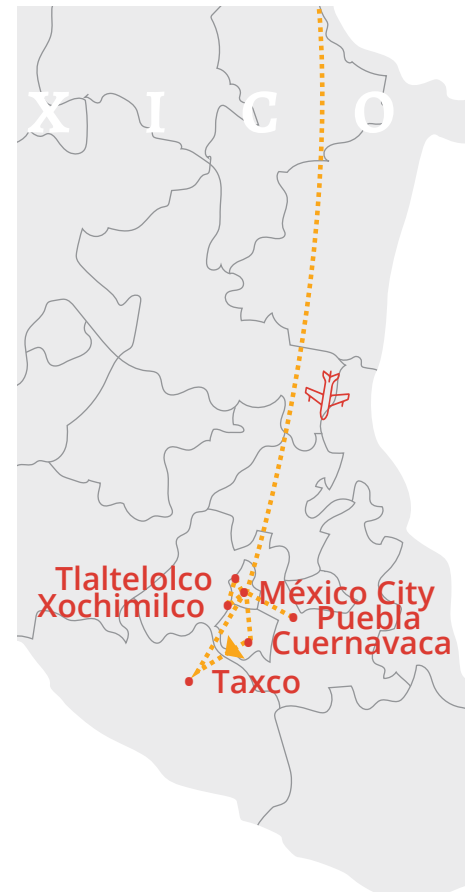 X I C O
Tlaltelolco
México City
Xochimilco
Puebla
Cuernavaca
Taxco